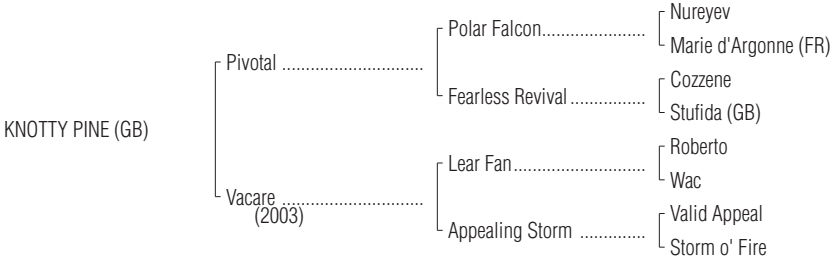 Nureyev
Polar Falcon......................
Marie d'Argonne (FR)
Pivotal .............................
Cozzene
Fearless Revival................
Stufida (GB)
KNOTTY PINE (GB)
Roberto
Lear Fan...........................
Wac
Vacare .............................
(2003)
Valid Appeal
Appealing Storm ..............
Storm o' Fire